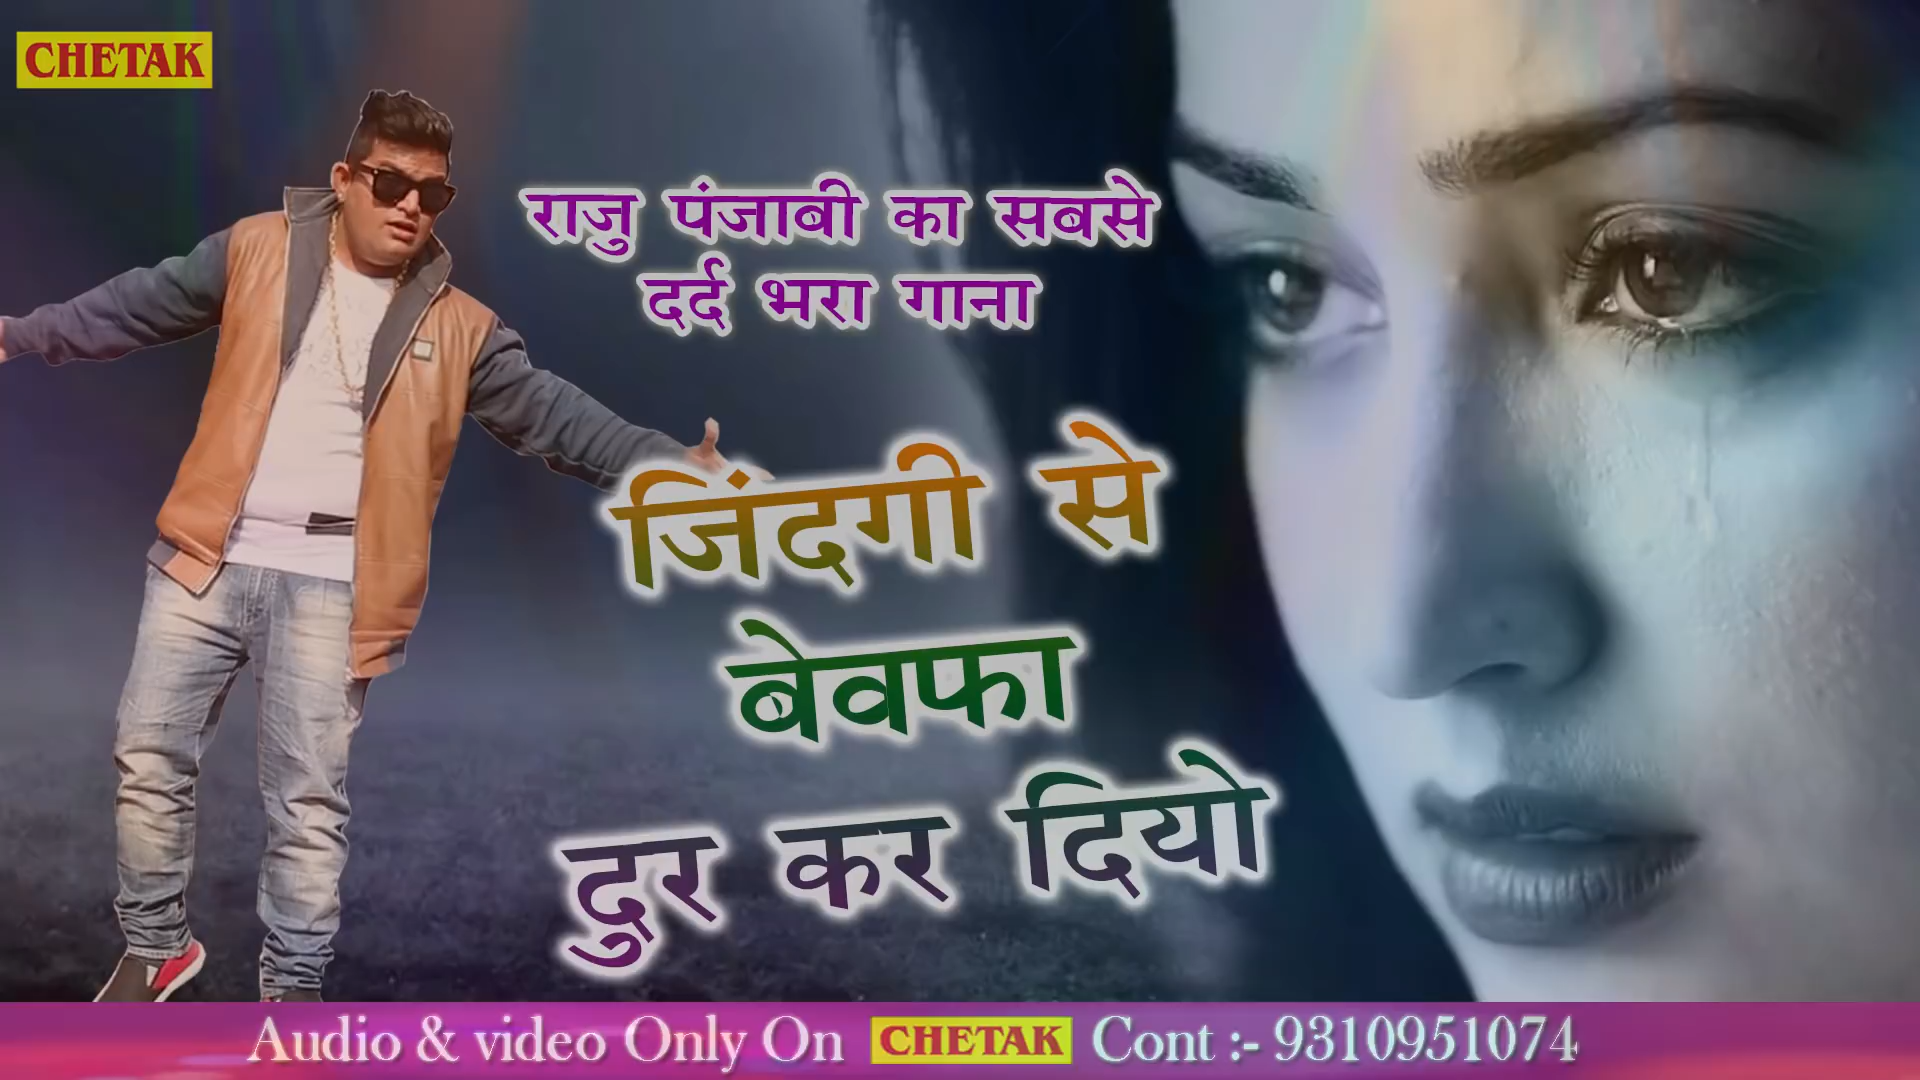 CHETAK
राजु पंजाबी का सबसे
दर्द भरा गाना
जिंदगी से
बेवफा
दुर कर दियो
Audio & video Only On CHETAK Cont :- 9310951074